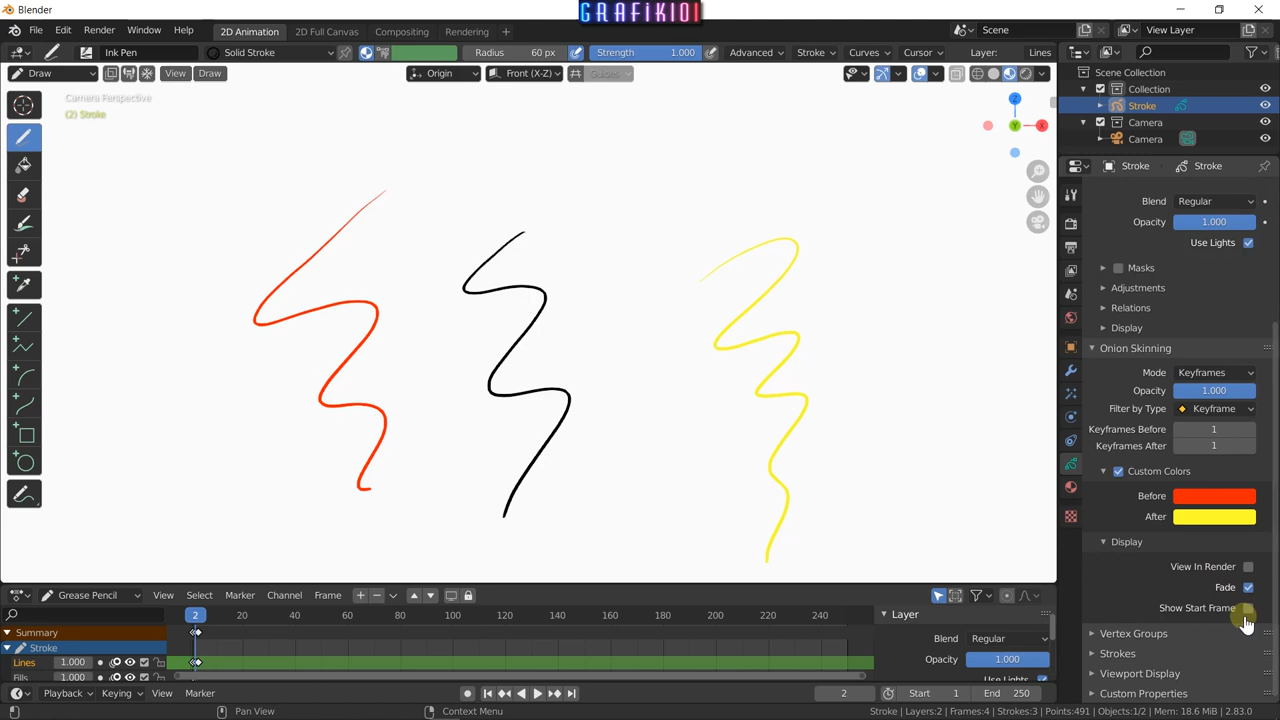 Blender
GRAFIK101
File Edit Render Window Help 2D Animation 2D Full Canvas Compositing Rendering + Scene View Layer
Ink Pen Solid Stroke Radius 60 px Strength 1.000 Advanced Stroke Curves Cursor Layer: Lines
Draw View Draw Origin Front (X-Z) Guides
Scene Collection
Collection
Stroke
Camera
Camera
Camera Perspective
(2) Stroke
Z
Y
X
Stroke Stroke
Blend Regular
Opacity 1.000
Use Lights
Masks
Adjustments
Relations
Display
Onion Skinning
Mode Keyframes
Opacity 1.000
Filter by Type Keyframe
Keyframes Before 1
Keyframes After 1
Custom Colors
Before
After
Display
View In Render
Fade
Show Start Frame
Vertex Groups
Strokes
Viewport Display
Custom Properties
Grease Pencil View Select Marker Channel Frame
2 20 40 60 80 100 120 140 160 180 200 220 240
Summary
Stroke
Lines 1.000
Fills 1.000
Layer
Blend Regular
Opacity 1.000
Use Lights
Playback Keying View Marker 2 Start 1 End 250
Pan View Context Menu Stroke | Layers:2 | Frames:4 | Strokes:3 | Points:491 | Objects:1/2 | Mem: 18.6 MiB | 2.83.0